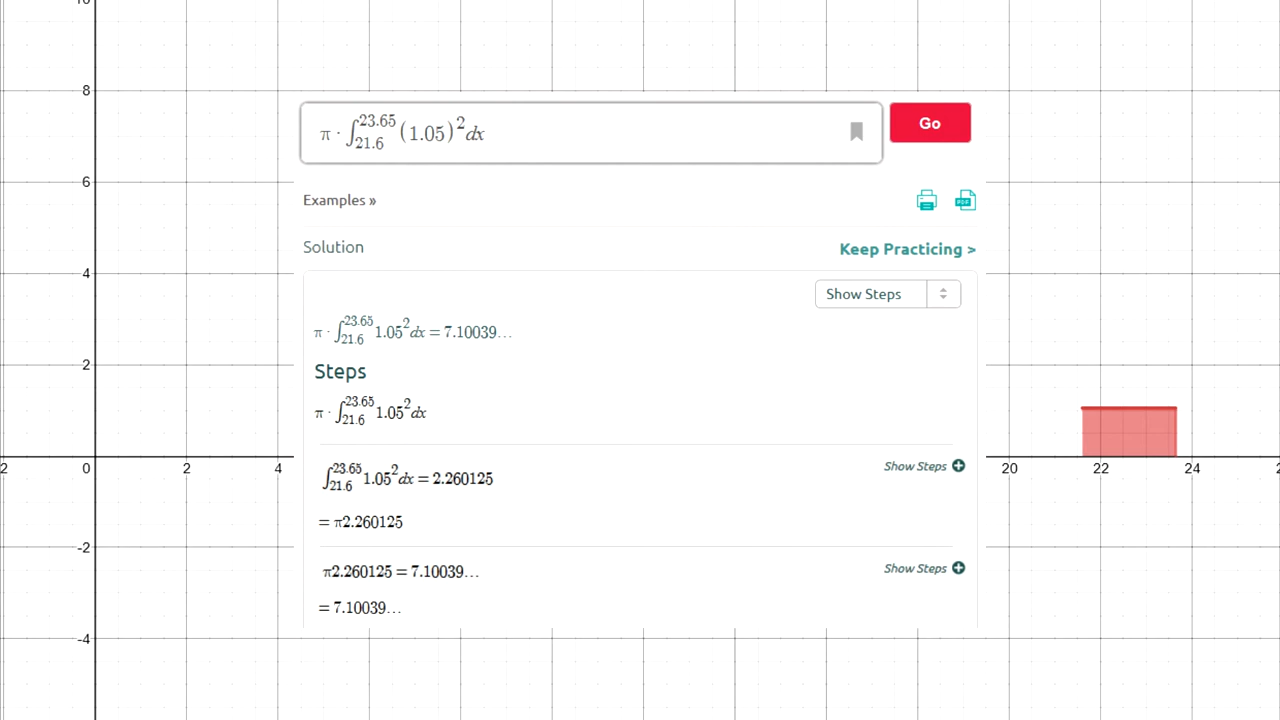 10
8
π · ∫_{21.6}^{23.65} (1.05)^2 dx
Go
6
Examples »
PDF
Solution
Keep Practicing >
4
Show Steps
π · ∫_{21.6}^{23.65} 1.05^2 dx = 7.10039…
2
Steps
π · ∫_{21.6}^{23.65} 1.05^2 dx
2 0 2 4 20 22 24 2
∫_{21.6}^{23.65} 1.05^2 dx = 2.260125
Show Steps
= π2.260125
-2
π2.260125 = 7.10039…
Show Steps
= 7.10039…
-4